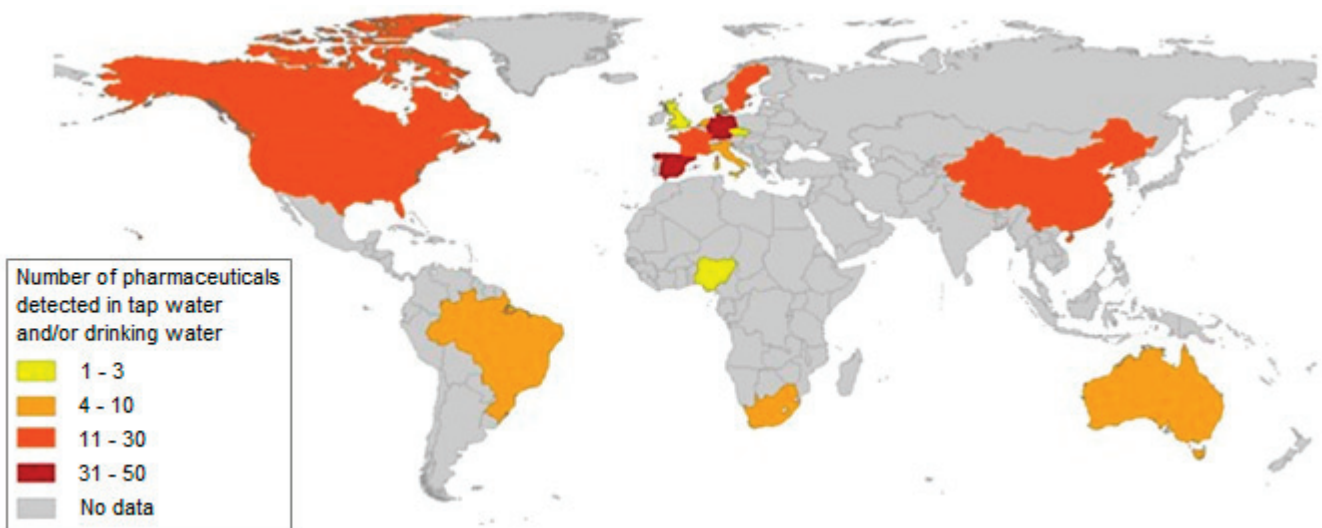 Number of pharmaceuticals
detected in tap water
and/or drinking water
1 - 3
4 - 10
11 - 30
31 - 50
No data